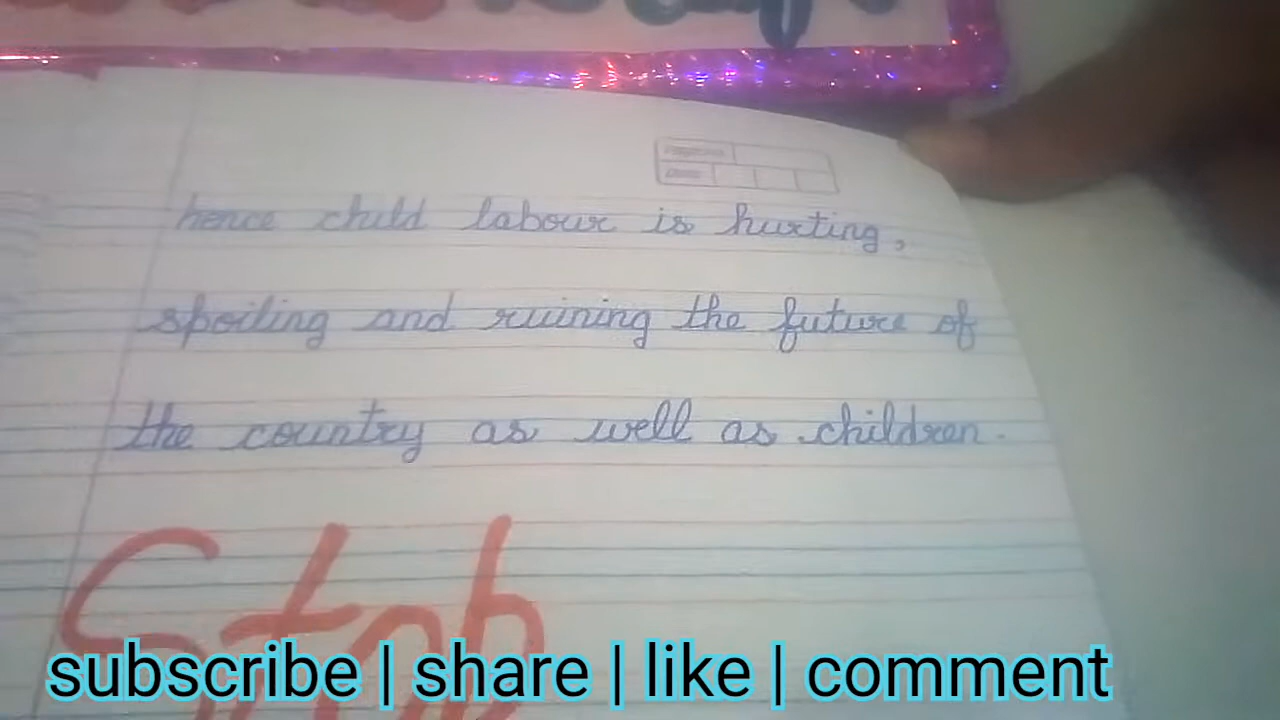 hence child labour is hurting,
spoiling and ruining the future of
the country as well as children.
Stop
subscribe | share | like | comment